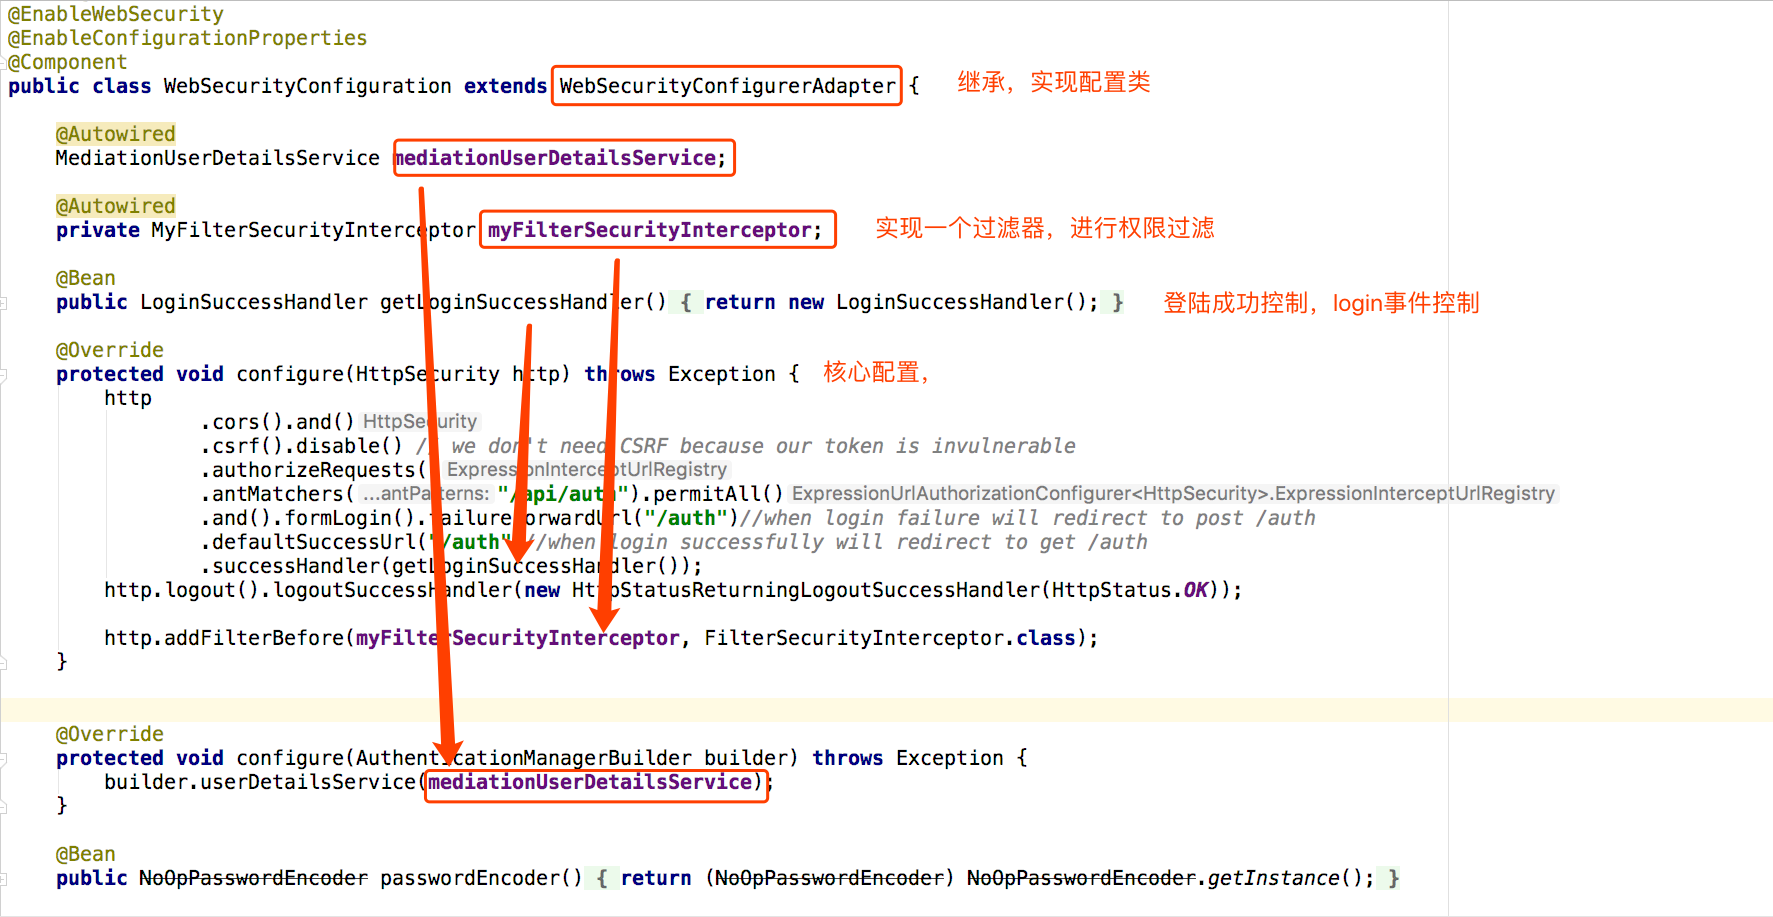 @EnableWebSecurity
@EnableConfigurationProperties
@Component
public class WebSecurityConfiguration extends WebSecurityConfigurerAdapter { 继承，实现配置类
@Autowired
MediationUserDetailsService mediationUserDetailsService;
@Autowired
private MyFilterSecurityInterceptor myFilterSecurityInterceptor; 实现一个过滤器，进行权限过滤
@Bean
public LoginSuccessHandler getLoginSuccessHandler() { return new LoginSuccessHandler(); } 登陆成功控制，login事件控制
@Override
protected void configure(HttpSecurity http) throws Exception { 核心配置，
http
.cors().and() HttpSecurity
.csrf().disable() // we don't need CSRF because our token is invulnerable
.authorizeRequests() ExpressionInterceptUrlRegistry
.antMatchers( ...antPatterns: "/api/auth").permitAll() ExpressionUrlAuthorizationConfigurer<HttpSecurity>.ExpressionInterceptUrlRegistry
.and().formLogin().failureForwardUrl("/auth")//when login failure will redirect to post /auth
.defaultSuccessUrl("/auth")//when login successfully will redirect to get /auth
.successHandler(getLoginSuccessHandler());
http.logout().logoutSuccessHandler(new HttpStatusReturningLogoutSuccessHandler(HttpStatus.OK));
http.addFilterBefore(myFilterSecurityInterceptor, FilterSecurityInterceptor.class);
}
@Override
protected void configure(AuthenticationManagerBuilder builder) throws Exception {
builder.userDetailsService(mediationUserDetailsService);
}
@Bean
public NoOpPasswordEncoder passwordEncoder() { return (NoOpPasswordEncoder) NoOpPasswordEncoder.getInstance(); }